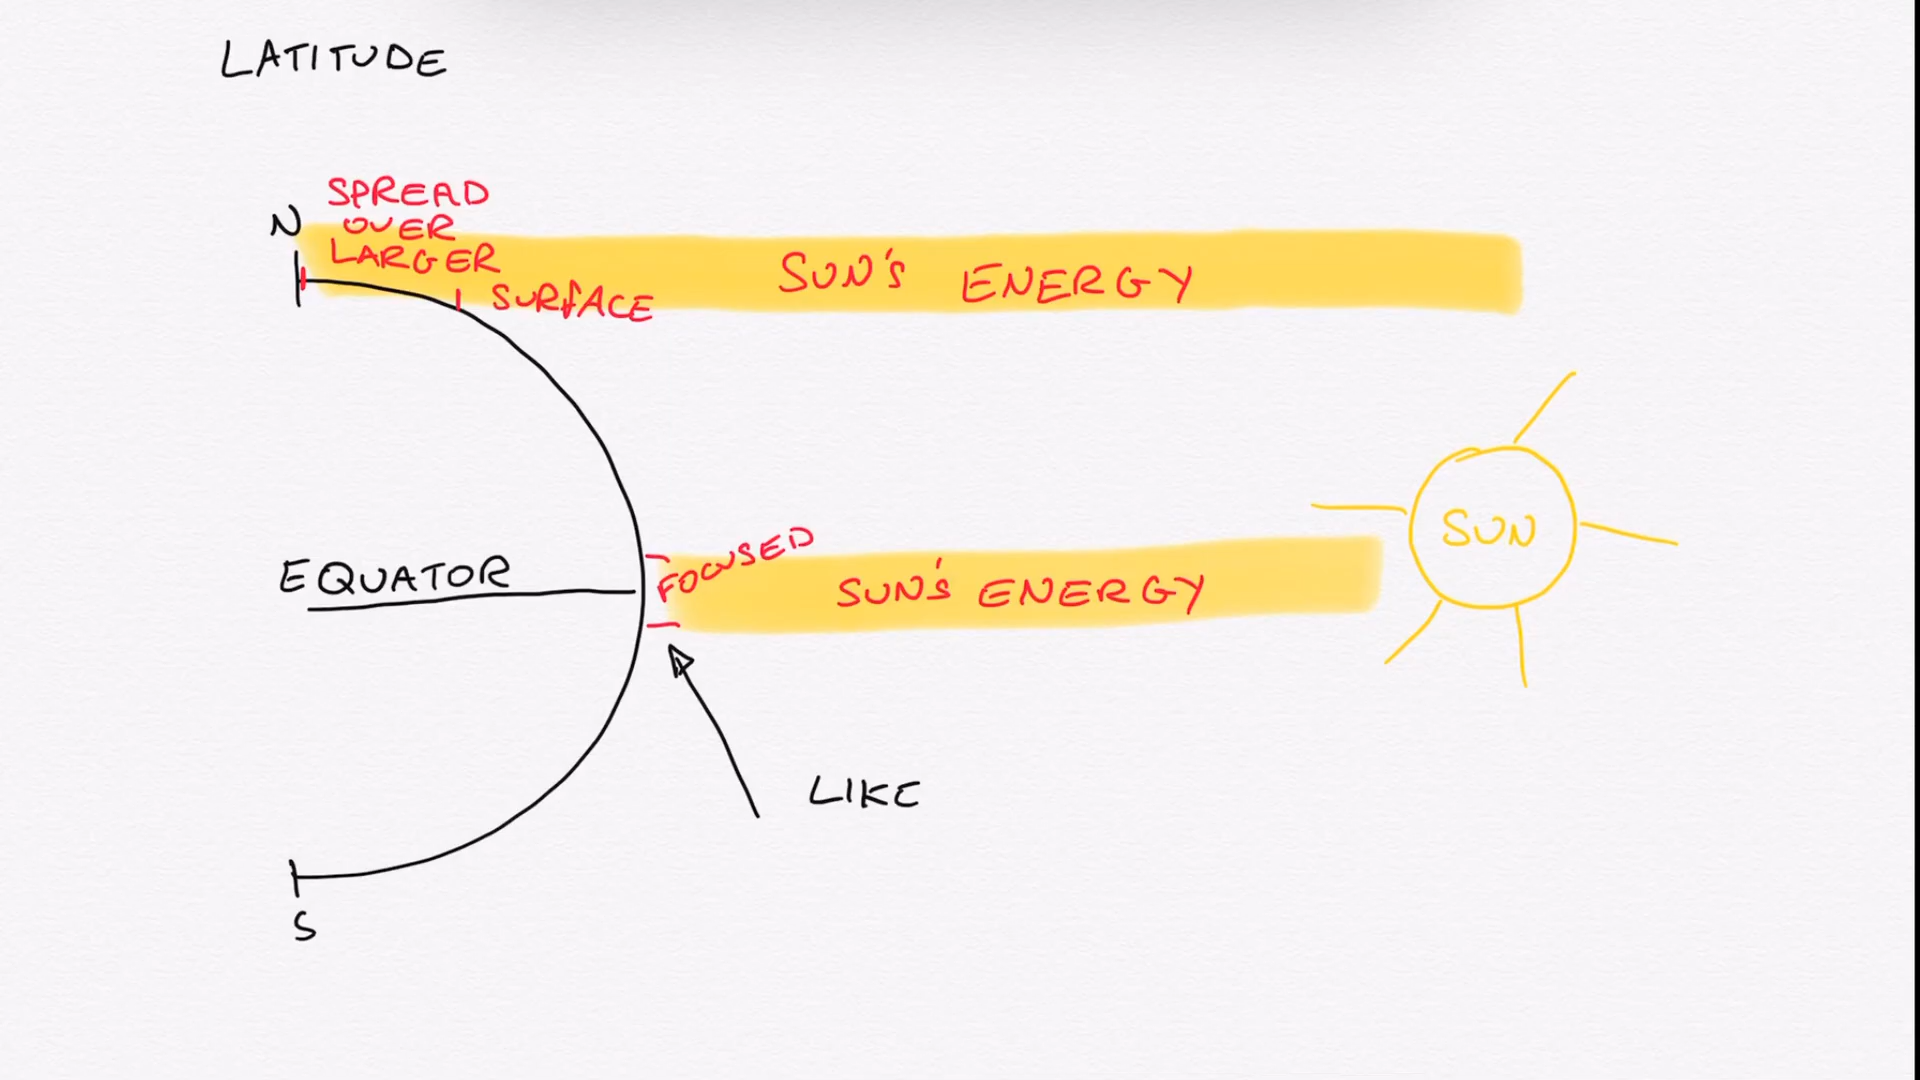 LATITUDE
N
SPREAD
OVER
LARGER
SURFACE
SUN'S ENERGY
SUN
EQUATOR
FOCUSED
SUN'S ENERGY
LIKE
S